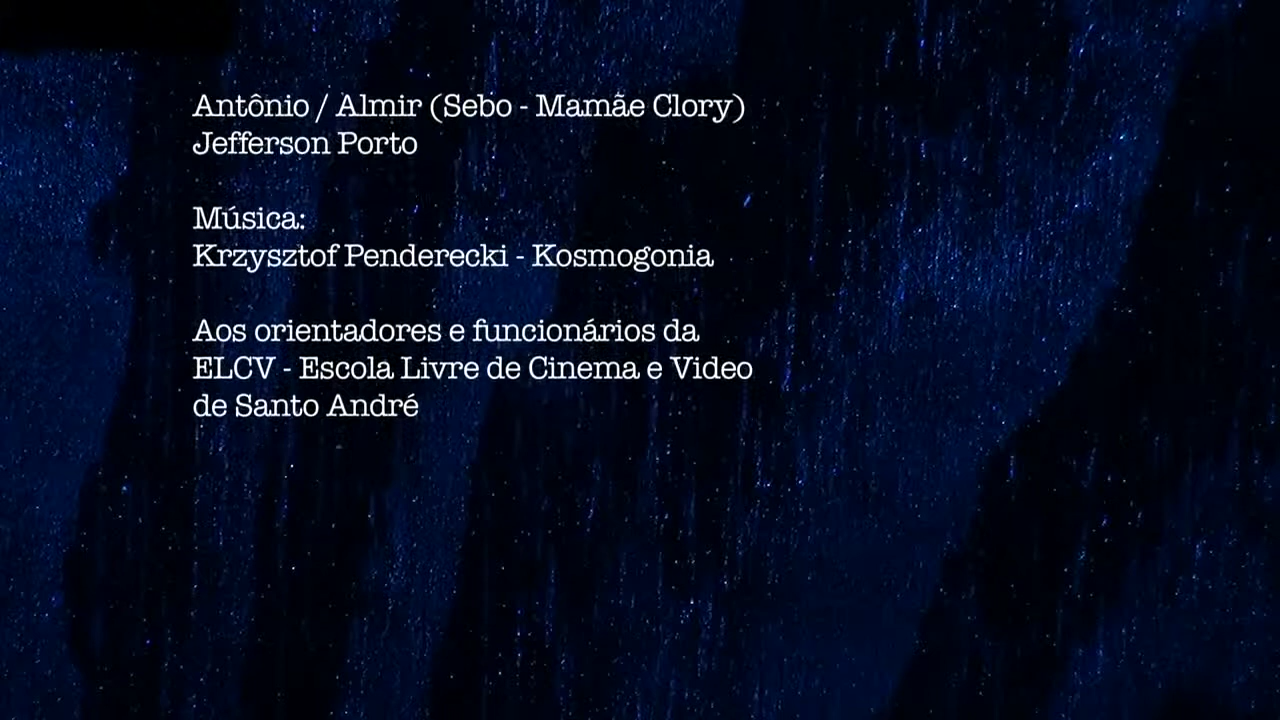 Antônio / Almir (Sebo - Mamãe Clory)
Jefferson Porto
Música:
Krzysztof Penderecki - Kosmogonia
Aos orientadores e funcionários da
ELCV - Escola Livre de Cinema e Video
de Santo André